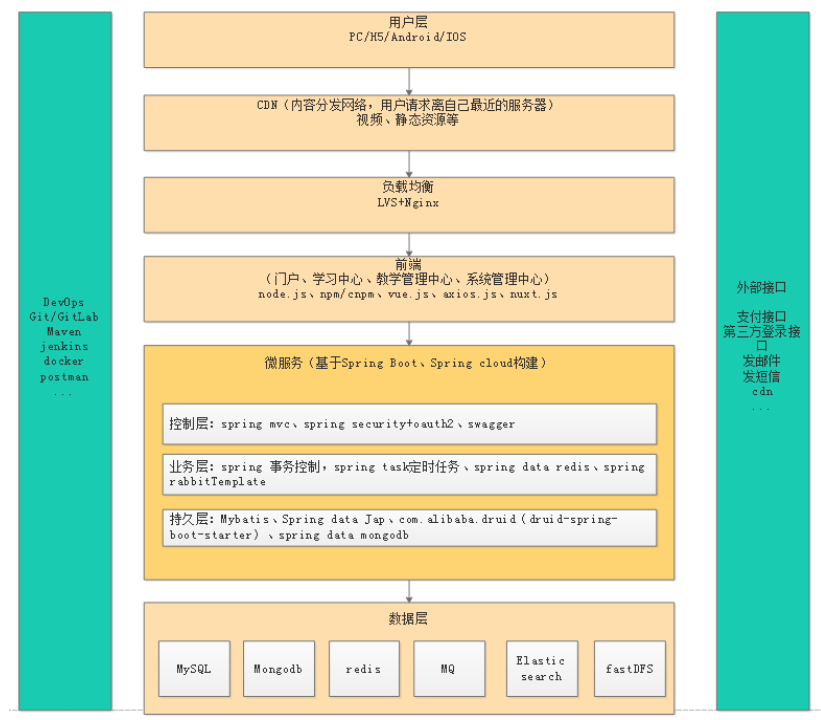 用户层
PC/H5/Android/IOS
CDN（内容分发网络，用户请求离自己最近的服务器）
视频、静态资源等
负载均衡
LVS+Nginx
前端
（门户、学习中心、教学管理中心、系统管理中心）
node.js、npm/cnpm、vue.js、axios.js、nuxt.js
微服务（基于Spring Boot、Spring cloud构建）
控制层：spring mvc、spring security+oauth2、swagger
业务层：spring 事务控制，spring task定时任务、spring data redis、spring
rabbitTemplate
持久层：Mybatis、Spring data Jap、com.alibaba.druid（druid-spring-
boot-starter）、spring data mongodb
数据层
MySQL
Mongodb
redis
MQ
Elastic
search
fastDFS
DevOps
Git/GitLab
Maven
jenkins
docker
postman
...
外部接口
支付接口
第三方登录接
口
发邮件
发短信
cdn
...